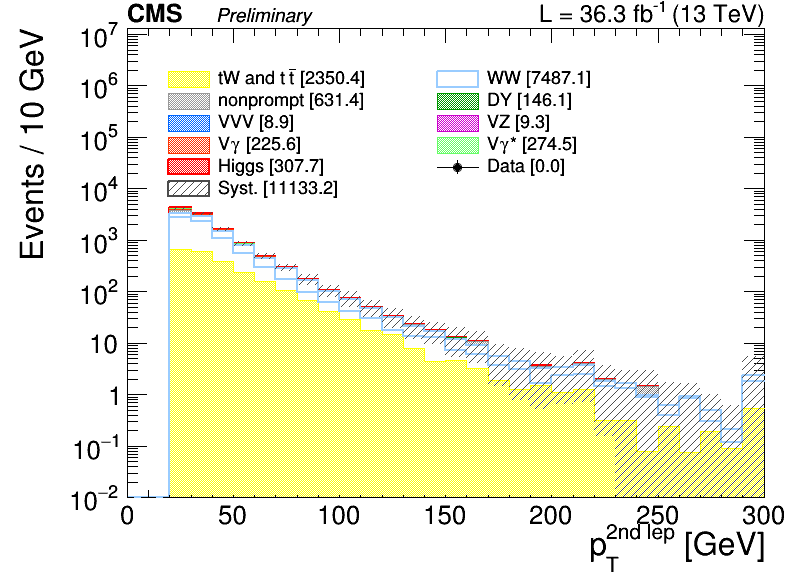 CMS Preliminary L = 36.3 fb⁻¹ (13 TeV)
Events / 10 GeV
10⁷
10⁶
10⁵
10⁴
10³
10²
10
1
10⁻¹
10⁻²
tW and tt̄ [2350.4]
nonprompt [631.4]
VVV [8.9]
Vγ [225.6]
Higgs [307.7]
Syst. [11133.2]
WW [7487.1]
DY [146.1]
VZ [9.3]
Vγ* [274.5]
Data [0.0]
0 50 100 150 200 250 300
p_T^{2nd lep} [GeV]